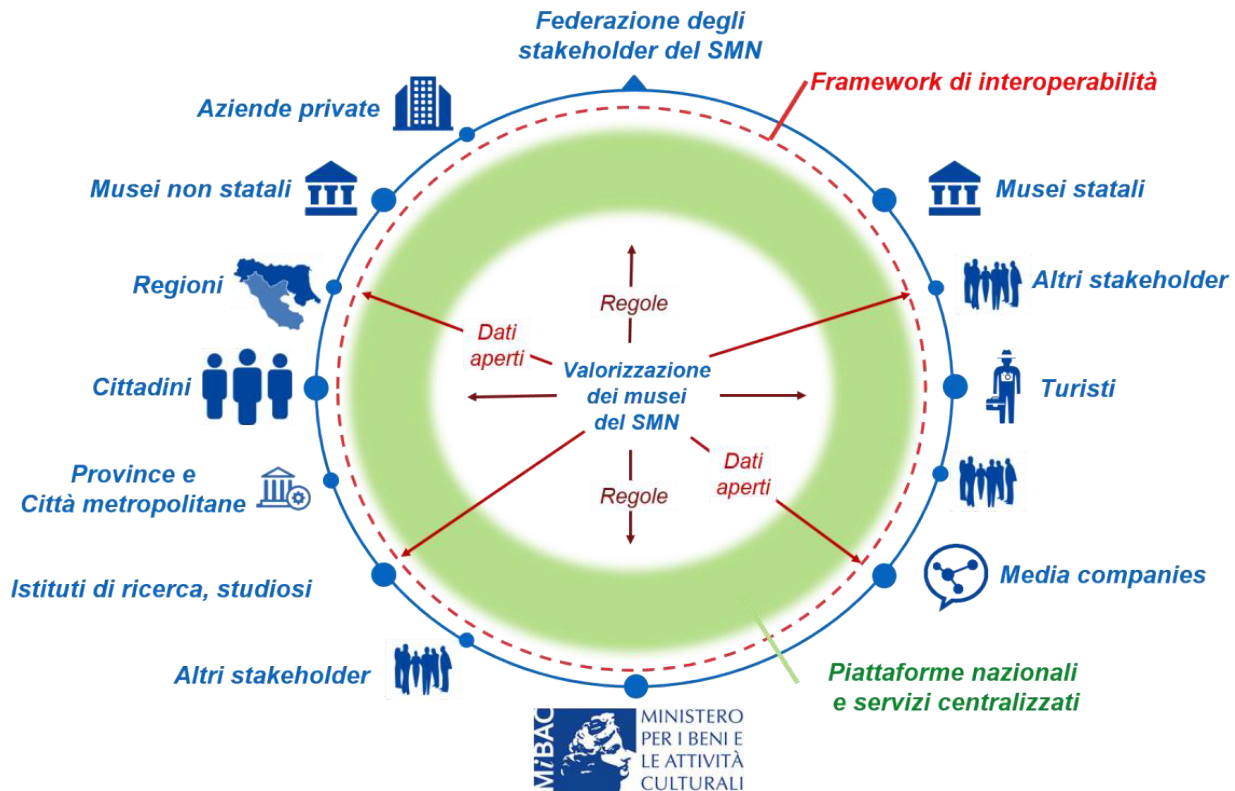 Federazione degli
stakeholder del SMN
Framework di interoperabilità
Aziende private
Musei non statali
Musei statali
Regioni
Altri stakeholder
Regole
Dati
aperti
Valorizzazione
dei musei
del SMN
Cittadini
Turisti
Dati
aperti
Regole
Province e
Città metropolitane
Istituti di ricerca, studiosi
Media companies
Altri stakeholder
Piattaforme nazionali
e servizi centralizzati
MiBAC
MINISTERO
PER I BENI E
LE ATTIVITÀ
CULTURALI